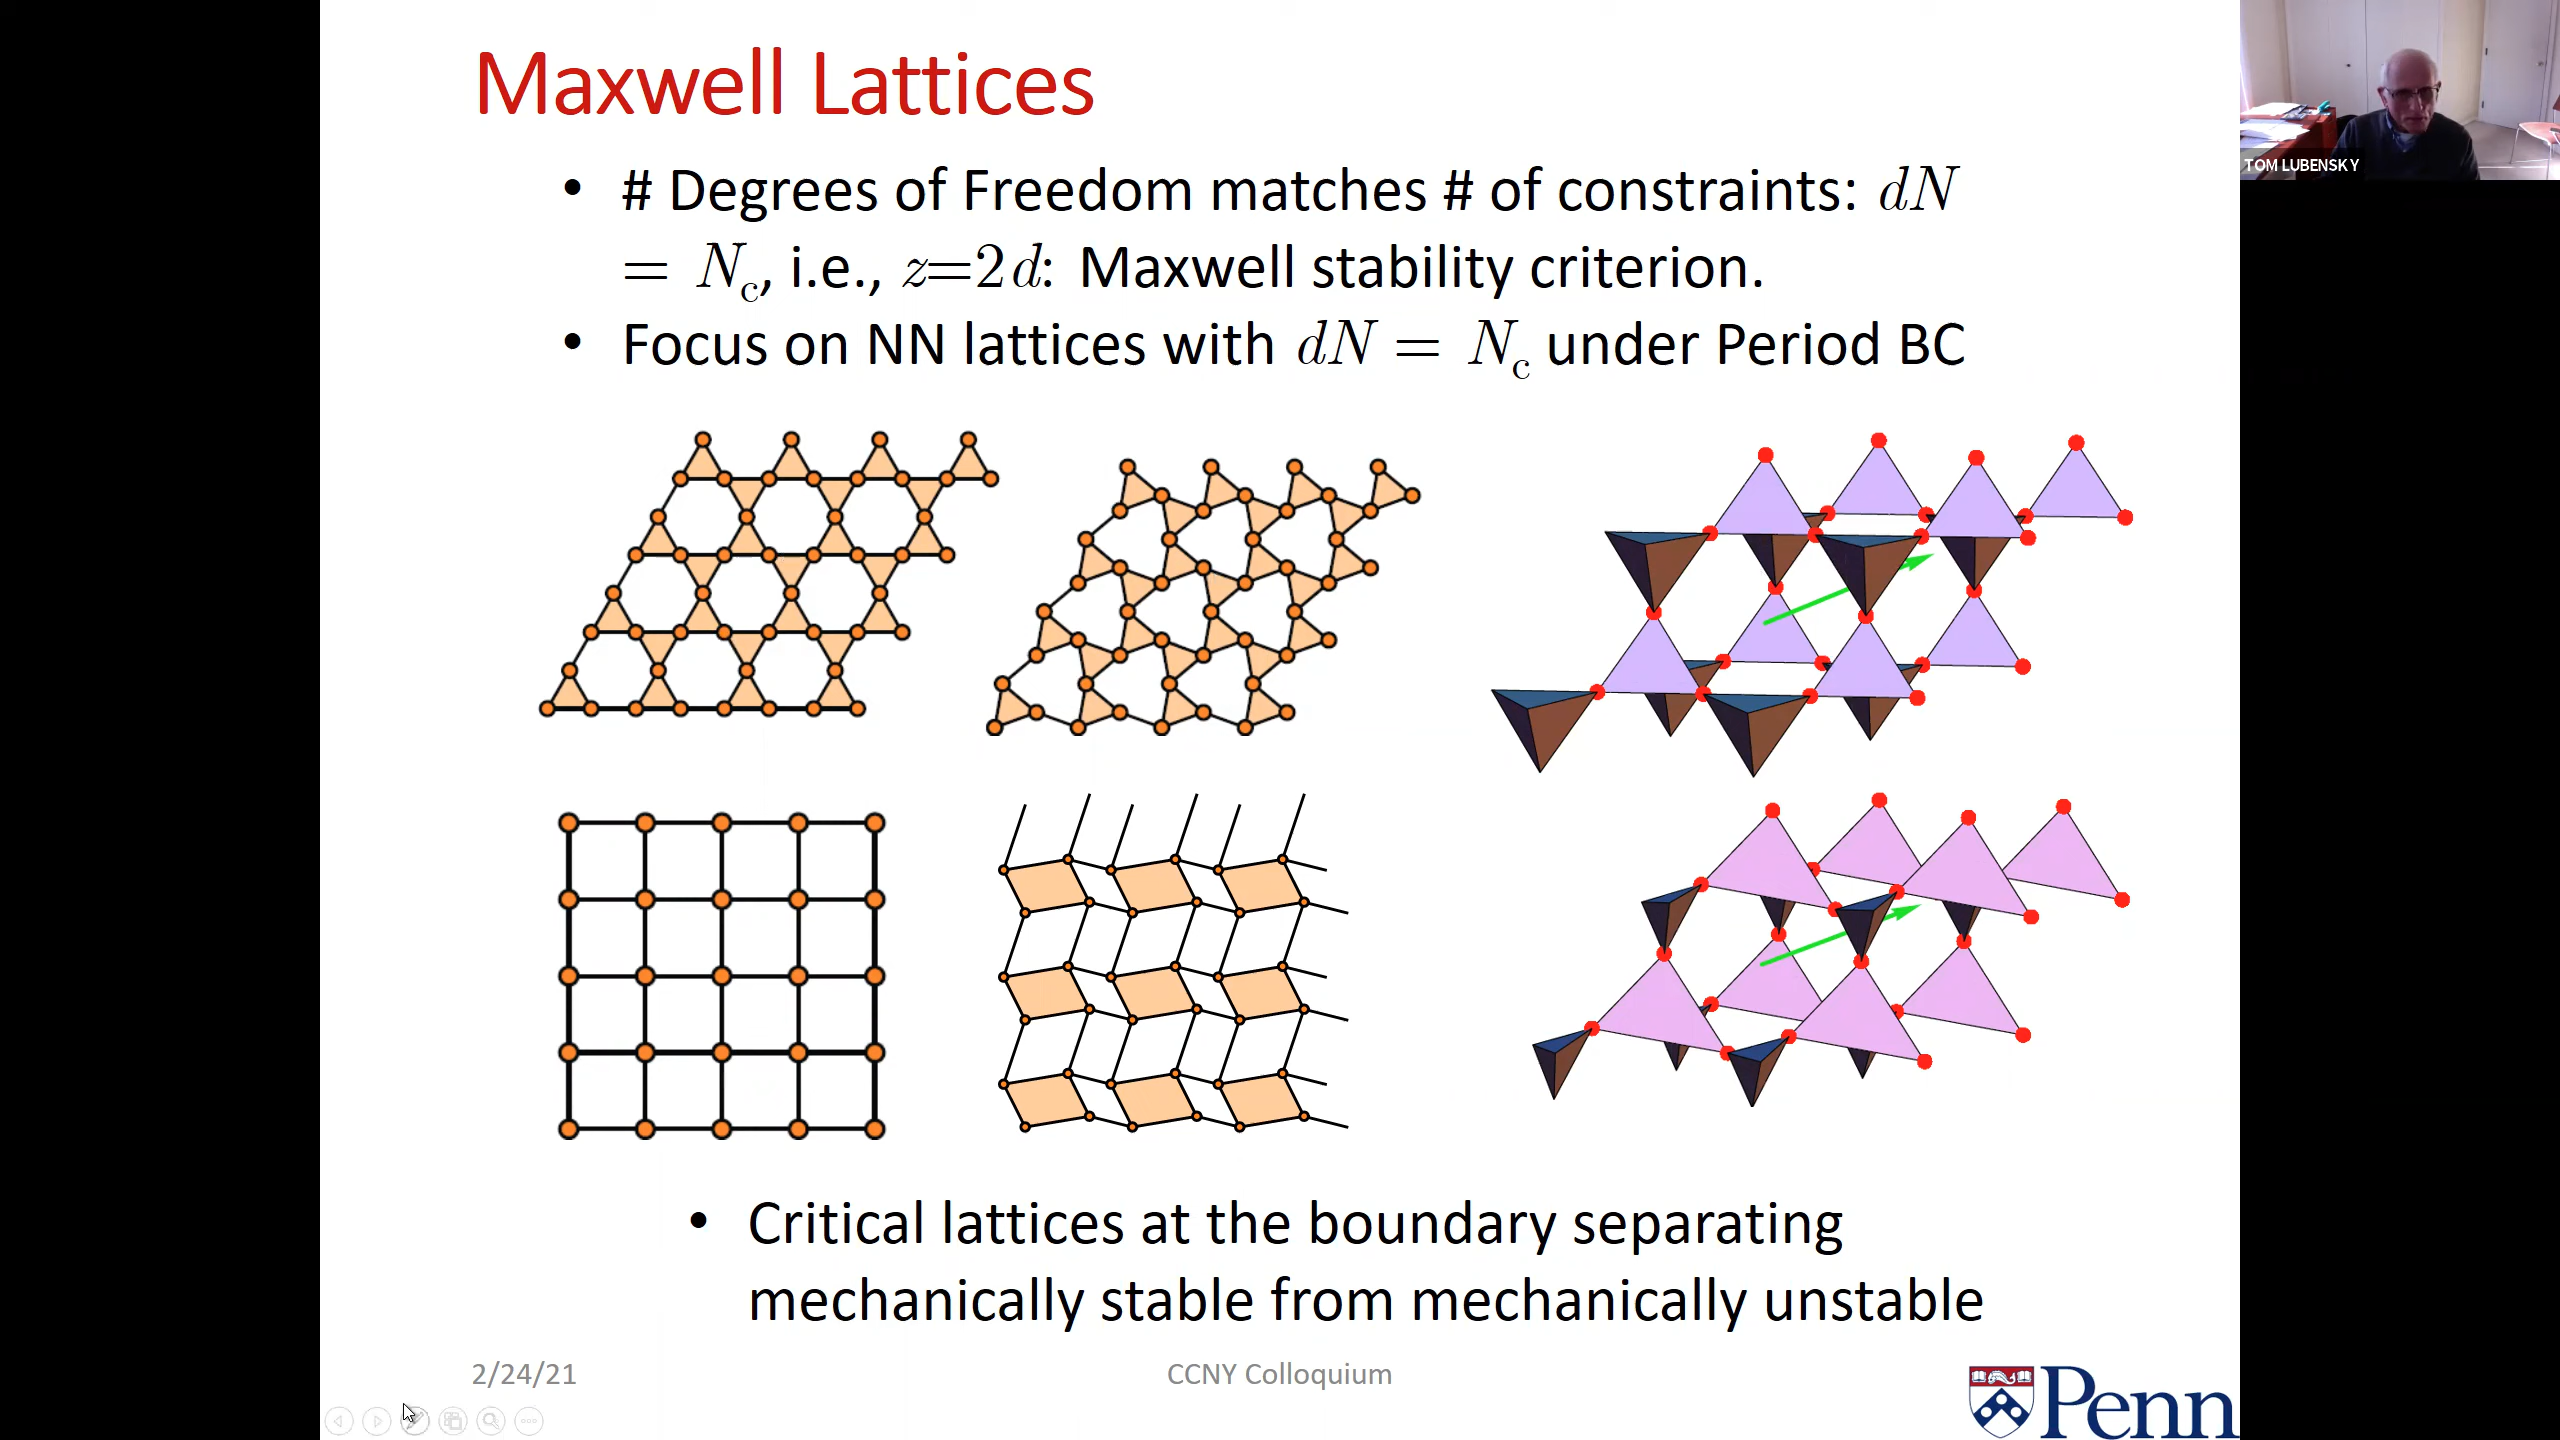 Maxwell Lattices
TOM LUBENSKY
• # Degrees of Freedom matches # of constraints: dN
= Nc, i.e., z=2d: Maxwell stability criterion.
• Focus on NN lattices with dN = Nc under Period BC
• Critical lattices at the boundary separating
mechanically stable from mechanically unstable
2/24/21
CCNY Colloquium
Penn